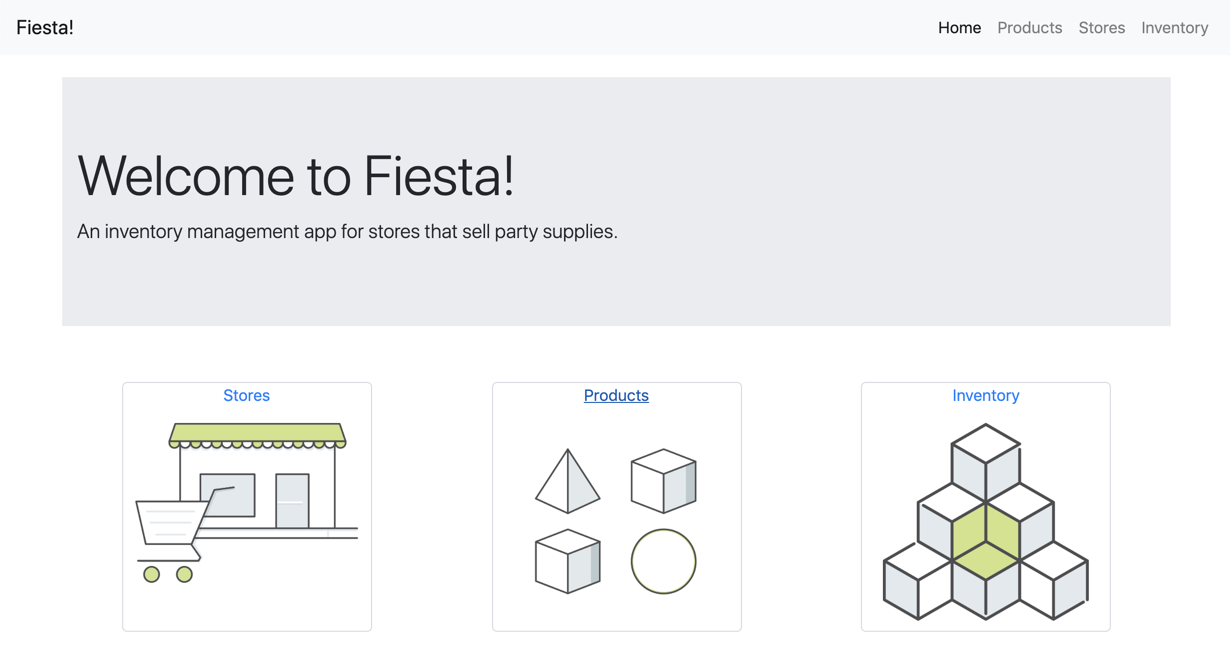 Fiesta!
Home Products Stores Inventory
Welcome to Fiesta!
An inventory management app for stores that sell party supplies.
Stores
Products
Inventory